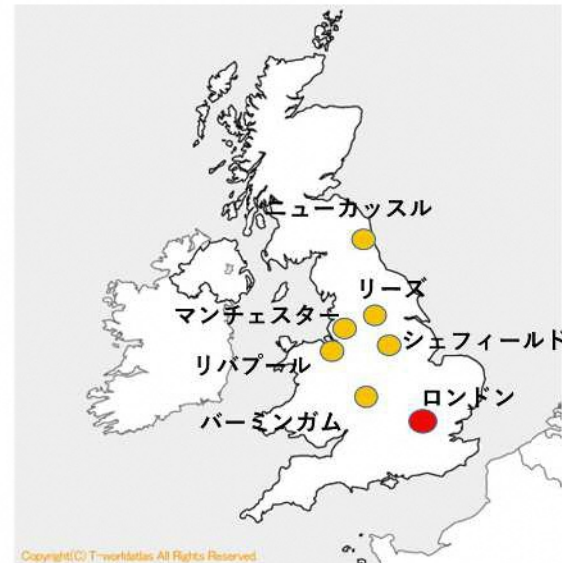 ニューカッスル
リーズ
マンチェスター
シェフィールド
リバプール
ロンドン
バーミンガム
Copyright(C) T-worldatlas All Rights Reserved.